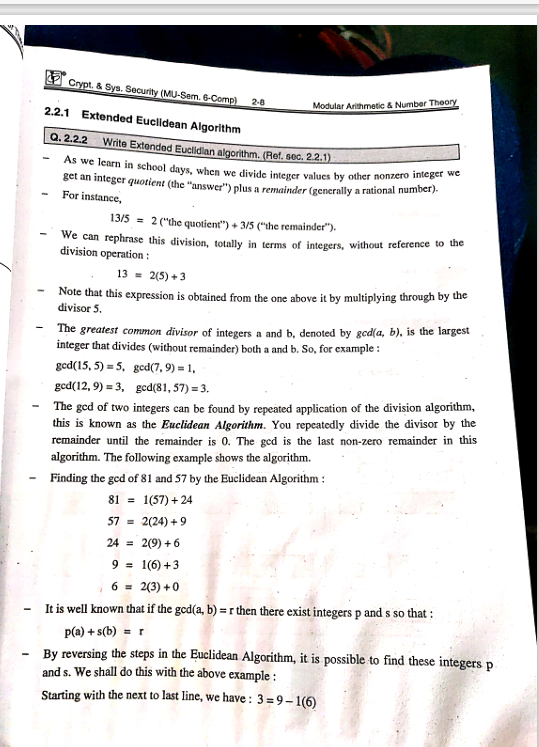 Crypt. & Sys. Security (MU-Sem. 6-Comp) 2-8 Modular Arithmetic & Number Theory
2.2.1 Extended Euclidean Algorithm
Q. 2.2.2 Write Extended Euclidian algorithm. (Ref. sec. 2.2.1)
– As we learn in school days, when we divide integer values by other nonzero integer we
get an integer quotient (the "answer") plus a remainder (generally a rational number).
– For instance,
13/5 = 2 ("the quotient") + 3/5 ("the remainder").
– We can rephrase this division, totally in terms of integers, without reference to the
division operation :
13 = 2(5) + 3
– Note that this expression is obtained from the one above it by multiplying through by the
divisor 5.
– The greatest common divisor of integers a and b, denoted by gcd(a, b), is the largest
integer that divides (without remainder) both a and b. So, for example :
gcd(15, 5) = 5, gcd(7, 9) = 1,
gcd(12, 9) = 3, gcd(81, 57) = 3.
– The gcd of two integers can be found by repeated application of the division algorithm,
this is known as the Euclidean Algorithm. You repeatedly divide the divisor by the
remainder until the remainder is 0. The gcd is the last non-zero remainder in this
algorithm. The following example shows the algorithm.
– Finding the gcd of 81 and 57 by the Euclidean Algorithm :
81 = 1(57) + 24
57 = 2(24) + 9
24 = 2(9) + 6
9 = 1(6) + 3
6 = 2(3) + 0
– It is well known that if the gcd(a, b) = r then there exist integers p and s so that :
p(a) + s(b) = r
– By reversing the steps in the Euclidean Algorithm, it is possible to find these integers p
and s. We shall do this with the above example :
Starting with the next to last line, we have : 3 = 9 – 1(6)